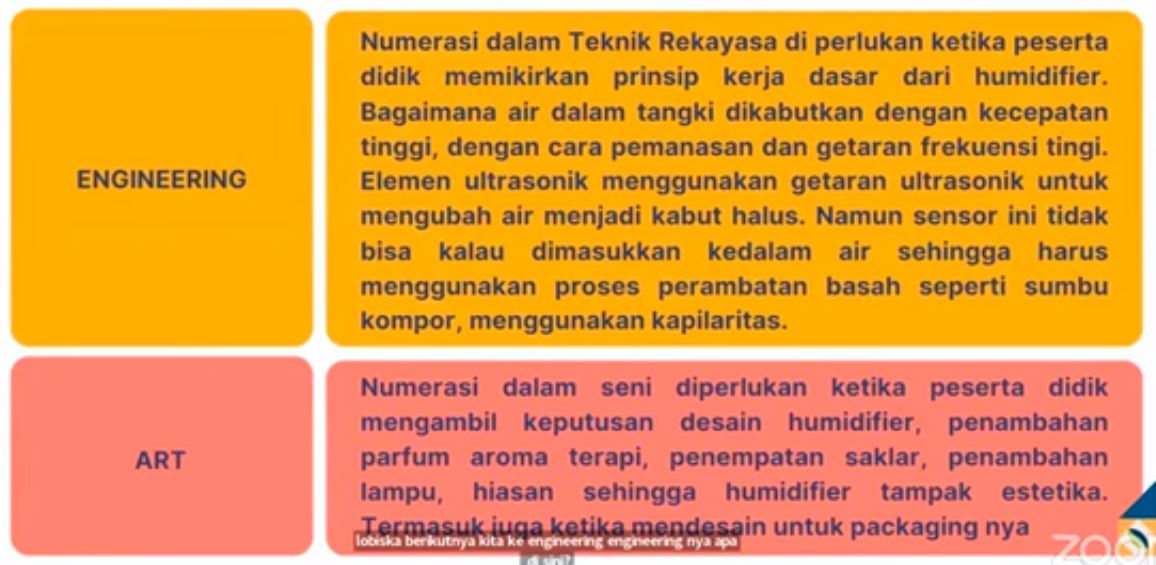 ENGINEERING
Numerasi dalam Teknik Rekayasa di perlukan ketika peserta
didik memikirkan prinsip kerja dasar dari humidifier.
Bagaimana air dalam tangki dikabutkan dengan kecepatan
tinggi, dengan cara pemanasan dan getaran frekuensi tingi.
Elemen ultrasonik menggunakan getaran ultrasonik untuk
mengubah air menjadi kabut halus. Namun sensor ini tidak
bisa kalau dimasukkan kedalam air sehingga harus
menggunakan proses perambatan basah seperti sumbu
kompor, menggunakan kapilaritas.
ART
Numerasi dalam seni diperlukan ketika peserta didik
mengambil keputusan desain humidifier, penambahan
parfum aroma terapi, penempatan saklar, penambahan
lampu, hiasan sehingga humidifier tampak estetika.
Termasuk juga ketika mendesain untuk packaging nya
lobiska berikutnya kita ke engineering engineering nya apa
di sini?
zoom